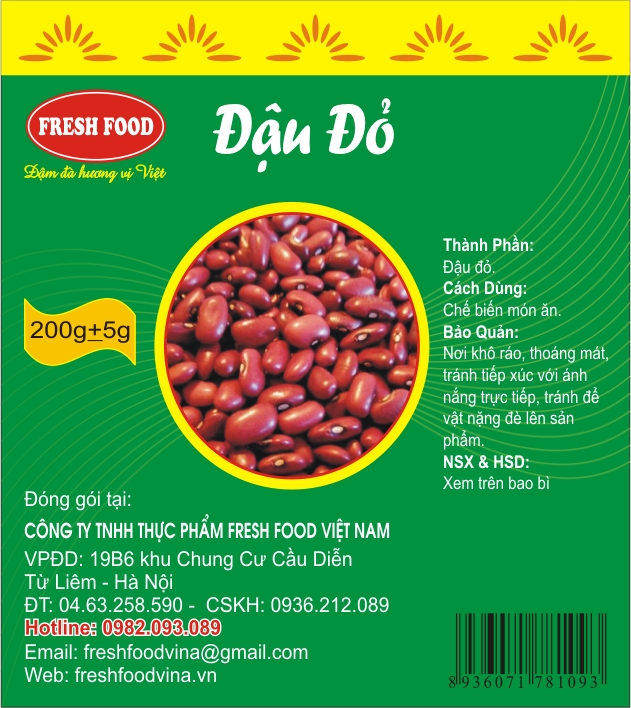 FRESH FOOD
Đậm đà hương vị Việt
Đậu Đỏ
200g±5g
Thành Phần:
Đậu đỏ.
Cách Dùng:
Chế biến món ăn.
Bảo Quản:
Nơi khô ráo, thoáng mát,
tránh tiếp xúc với ánh
nắng trực tiếp, tránh để
vật nặng đè lên sản
phẩm.
NSX & HSD:
Xem trên bao bì
Đóng gói tại:
CÔNG TY TNHH THỰC PHẨM FRESH FOOD VIỆT NAM
VPĐD: 19B6 khu Chung Cư Cầu Diễn
Từ Liêm - Hà Nội
ĐT: 04.63.258.590 - CSKH: 0936.212.089
Hotline: 0982.093.089
Email: freshfoodvina@gmail.com
Web: freshfoodvina.vn
8 936071 781093